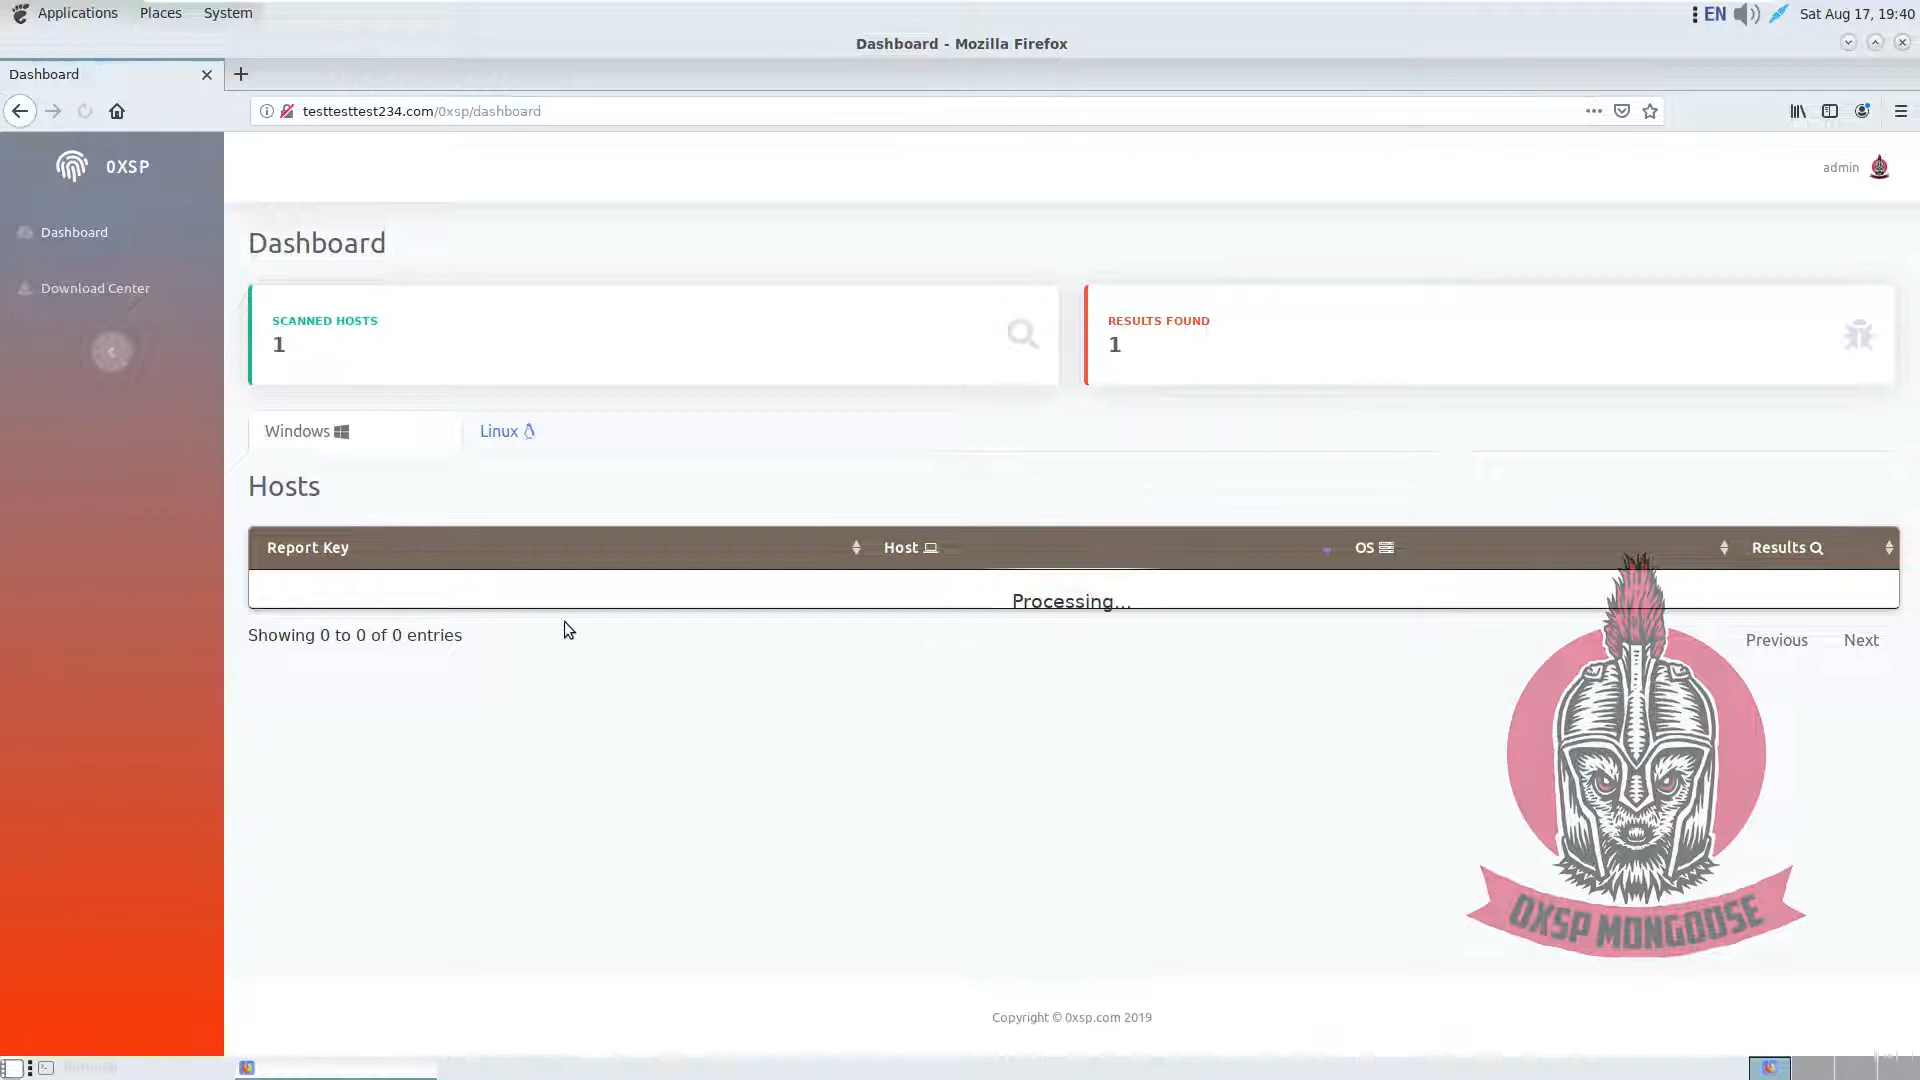 Applications Places System
EN Sat Aug 17, 19:40
Dashboard - Mozilla Firefox
Dashboard
testtesttest234.com/0xsp/dashboard
0XSP
admin
Dashboard
Download Center
Dashboard
SCANNED HOSTS
1
RESULTS FOUND
1
Windows
Linux
Hosts
Report Key Host OS Results
Processing...
Showing 0 to 0 of 0 entries
Previous Next
0XSP MONGOOSE
Copyright © 0xsp.com 2019